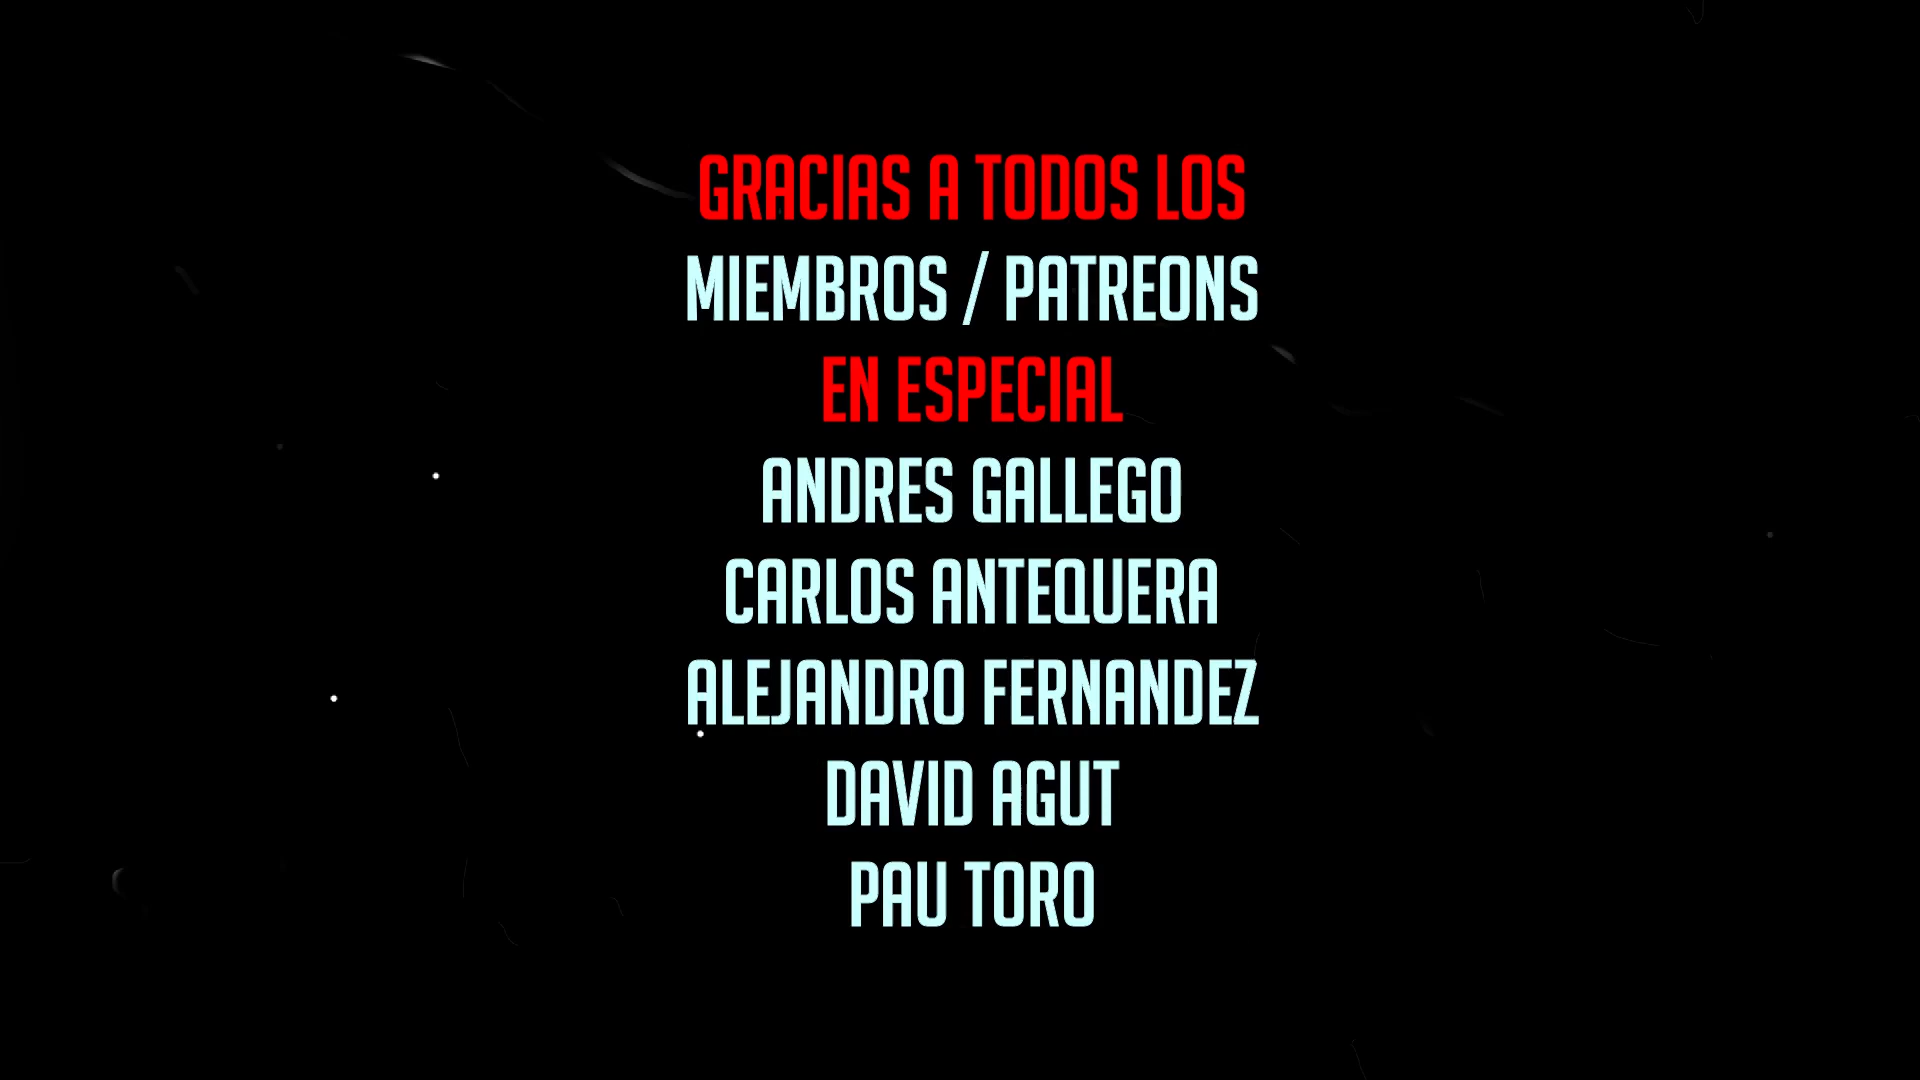 GRACIAS A TODOS LOS
MIEMBROS / PATREONS
EN ESPECIAL
ANDRES GALLEGO
CARLOS ANTEQUERA
ALEJANDRO FERNANDEZ
DAVID AGUT
PAU TORO